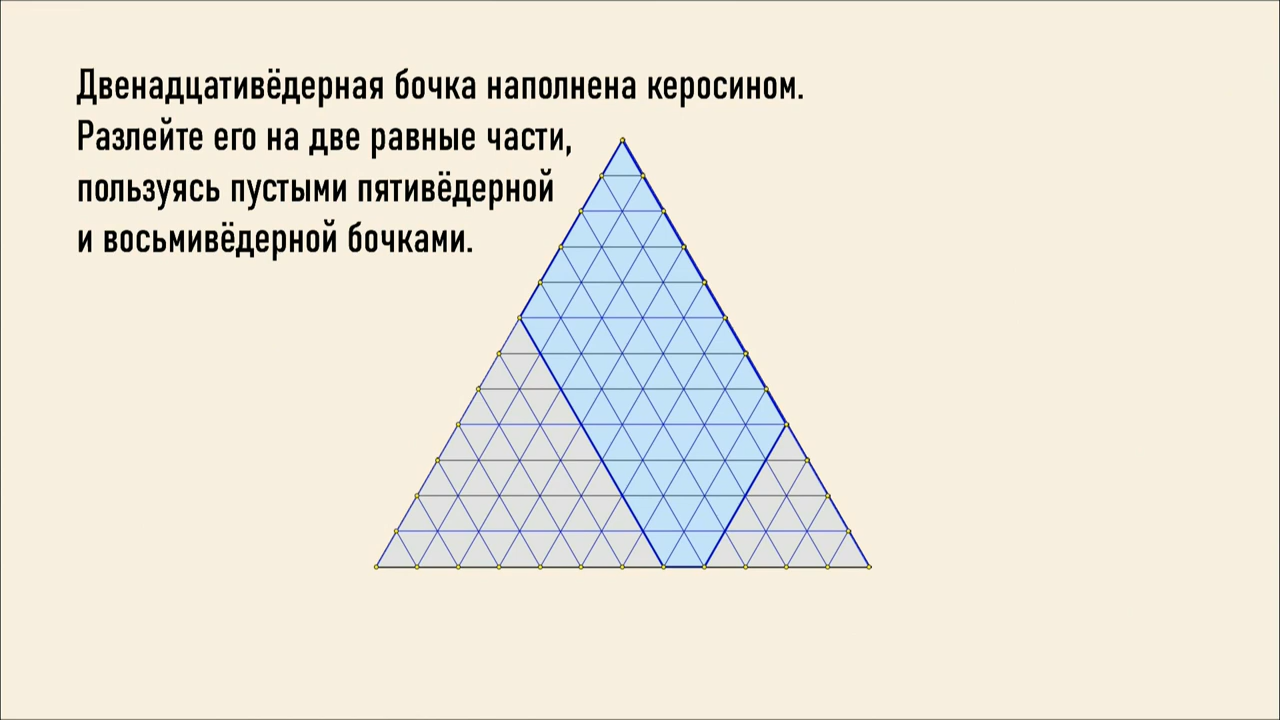 Двенадцативёдерная бочка наполнена керосином.
Разлейте его на две равные части,
пользуясь пустыми пятивёдерной
и восьмивёдерной бочками.